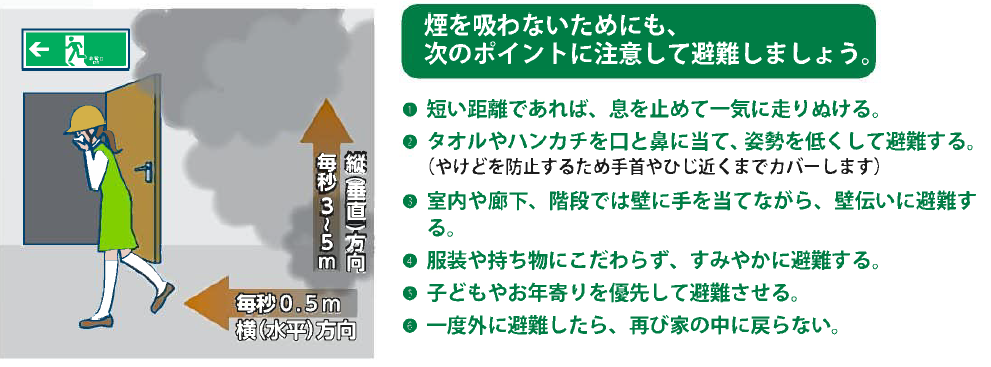 煙を吸わないためにも、
次のポイントに注意して避難しましょう。
❶ 短い距離であれば、息を止めて一気に走りぬける。
❷ タオルやハンカチを口と鼻に当て、姿勢を低くして避難する。
（やけどを防止するため手首やひじ近くまでカバーします）
❸ 室内や廊下、階段では壁に手を当てながら、壁伝いに避難す
る。
❹ 服装や持ち物にこだわらず、すみやかに避難する。
❺ 子どもやお年寄りを優先して避難させる。
❻ 一度外に避難したら、再び家の中に戻らない。
縦（垂直）方向
毎秒３～５ｍ
毎秒０.５ｍ
横（水平）方向